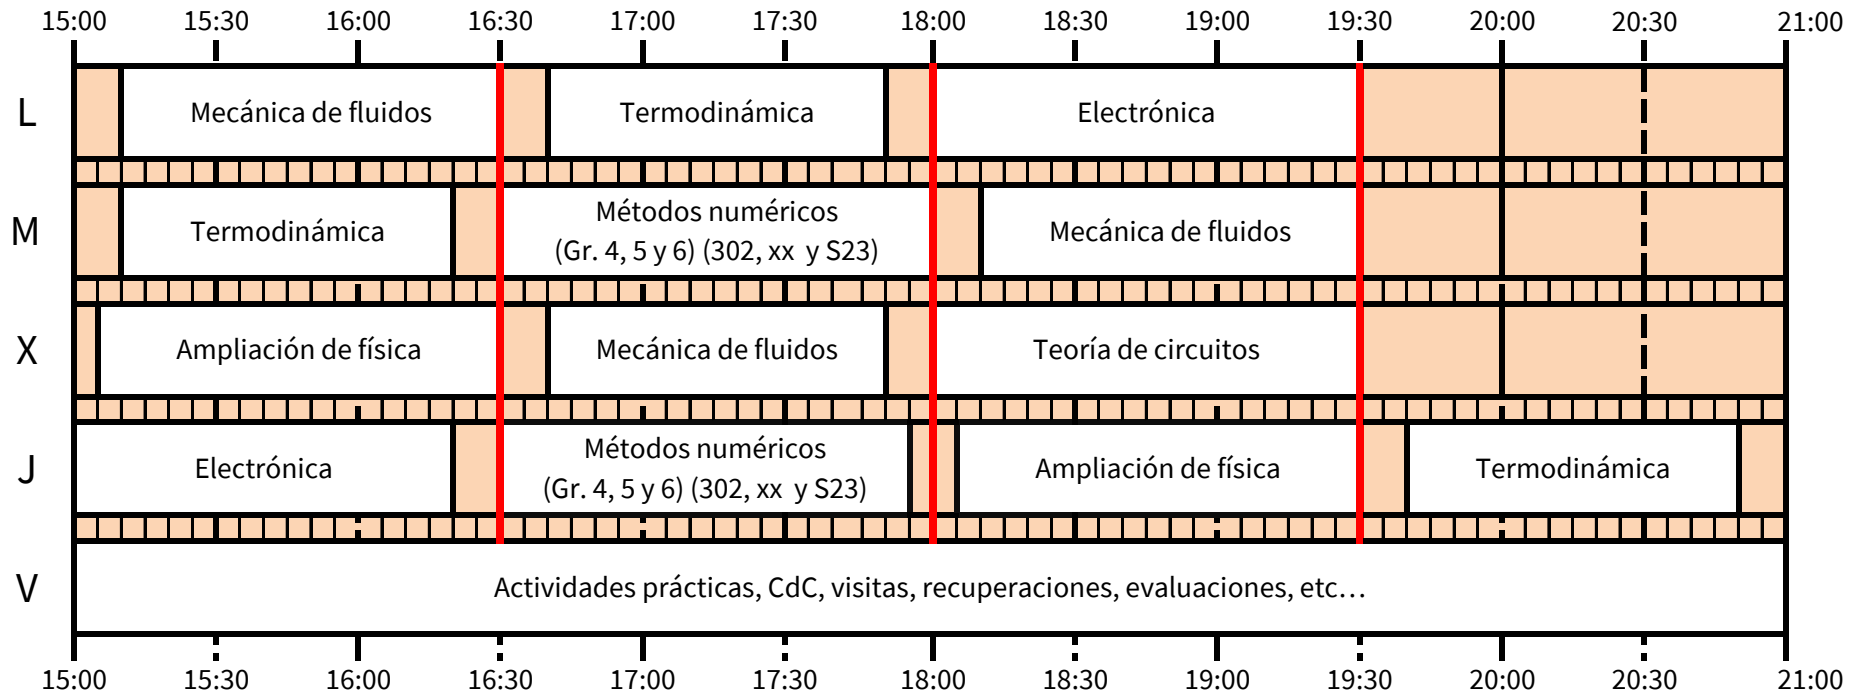 15:00 15:30 16:00 16:30 17:00 17:30 18:00 18:30 19:00 19:30 20:00 20:30 21:00
L Mecánica de fluidos Termodinámica Electrónica
M Termodinámica Métodos numéricos
(Gr. 4, 5 y 6) (302, xx y S23) Mecánica de fluidos
X Ampliación de física Mecánica de fluidos Teoría de circuitos
J Electrónica Métodos numéricos
(Gr. 4, 5 y 6) (302, xx y S23) Ampliación de física Termodinámica
V Actividades prácticas, CdC, visitas, recuperaciones, evaluaciones, etc…
15:00 15:30 16:00 16:30 17:00 17:30 18:00 18:30 19:00 19:30 20:00 20:30 21:00